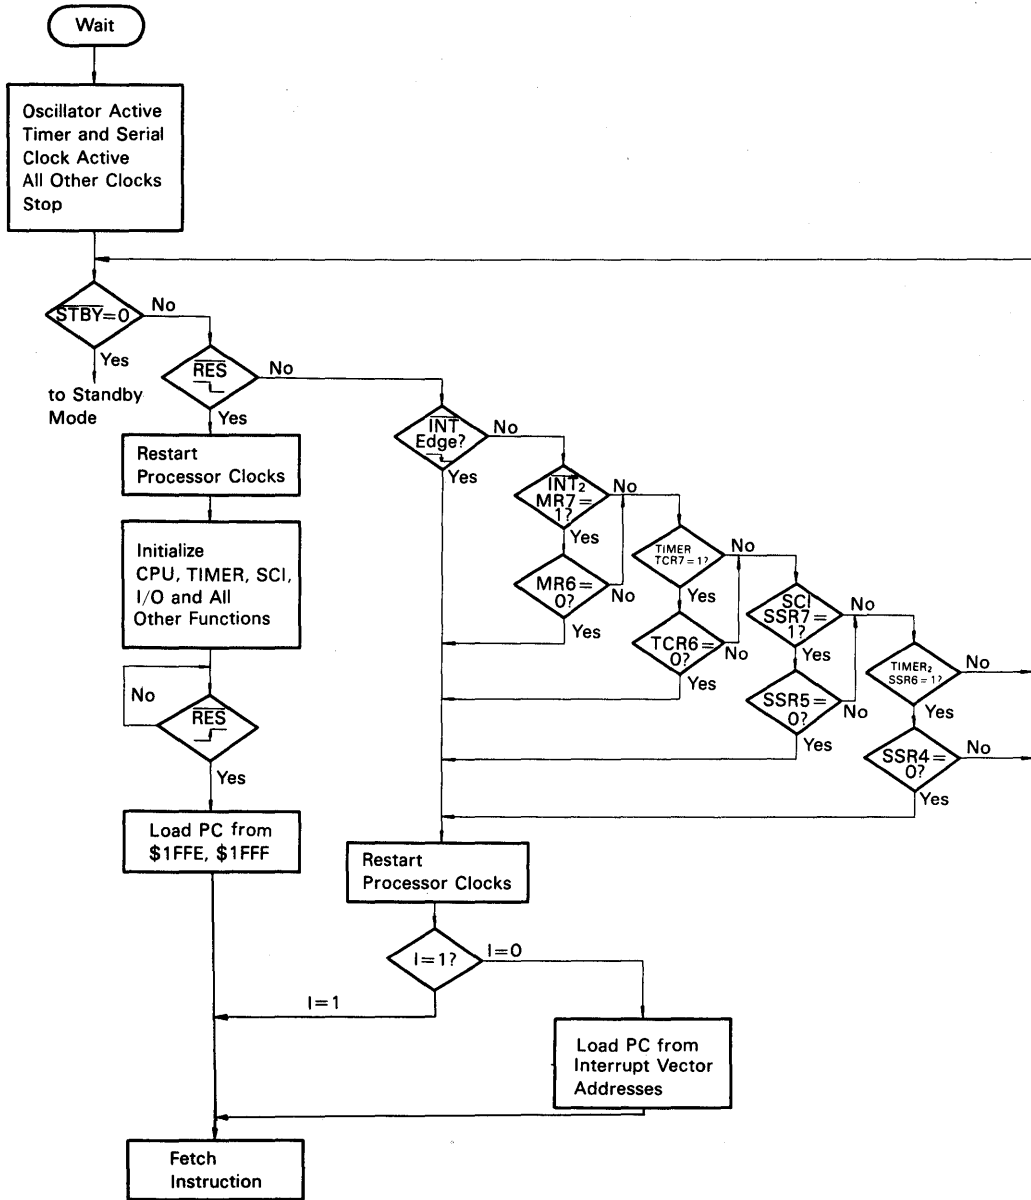 Wait
Oscillator Active
Timer and Serial
Clock Active
All Other Clocks
Stop
STBY=0
No
Yes
to Standby
Mode
RES
No
Yes
Restart
Processor Clocks
Initialize
CPU, TIMER, SCI,
I/O and All
Other Functions
No
RES
Yes
Load PC from
$1FFE, $1FFF
INT
Edge?
No
Yes
INT2
MR7=
1?
No
Yes
MR6=
0?
No
Yes
TIMER
TCR7=1?
No
Yes
TCR6=
0?
No
Yes
SCI
SSR7=
1?
No
Yes
SSR5=
0?
No
Yes
TIMER2
SSR6=1?
No
Yes
SSR4=
0?
No
Yes
Restart
Processor Clocks
I=1?
I=0
I=1
Load PC from
Interrupt Vector
Addresses
Fetch
Instruction